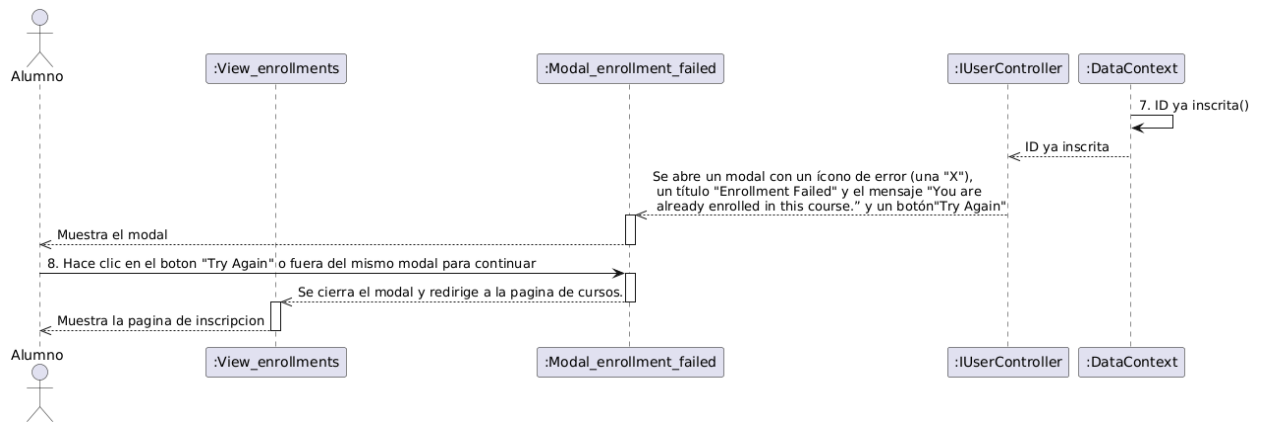 Alumno
:View_enrollments
:Modal_enrollment_failed
:IUserController
:DataContext
7. ID ya inscrita()
ID ya inscrita
Se abre un modal con un ícono de error (una "X"),
un título "Enrollment Failed" y el mensaje "You are
already enrolled in this course.” y un botón"Try Again"
Muestra el modal
8. Hace clic en el boton "Try Again" o fuera del mismo modal para continuar
Se cierra el modal y redirige a la pagina de cursos.
Muestra la pagina de inscripcion
Alumno
:View_enrollments
:Modal_enrollment_failed
:IUserController
:DataContext